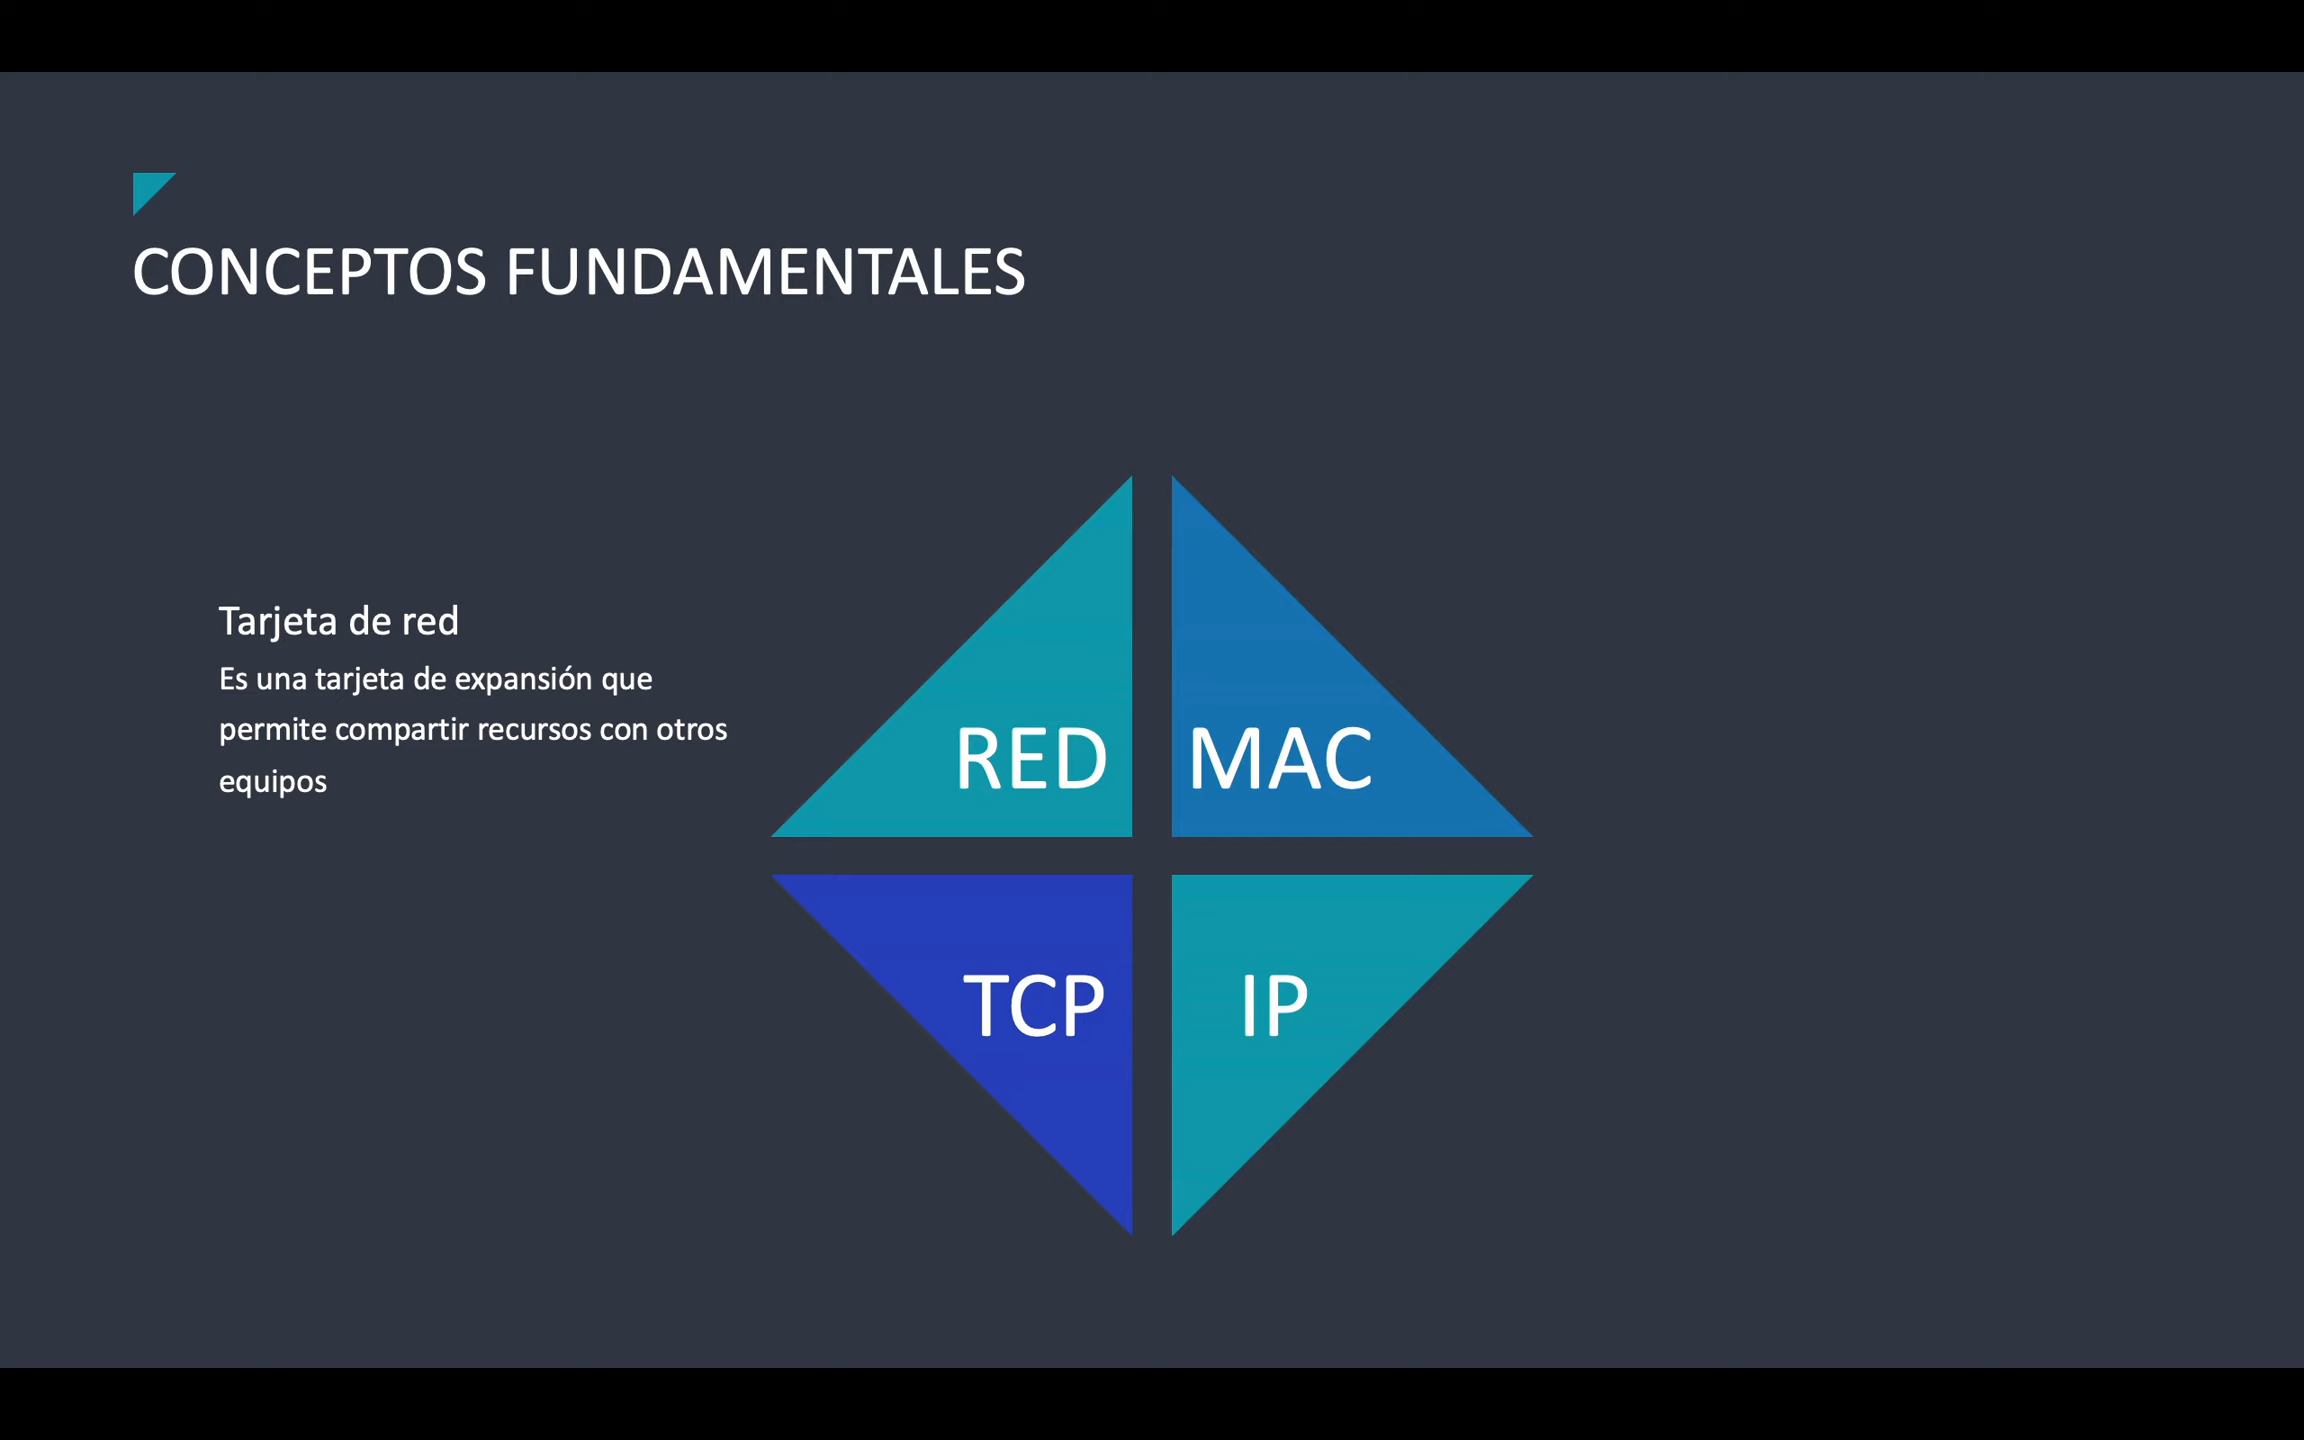 CONCEPTOS FUNDAMENTALES
Tarjeta de red
Es una tarjeta de expansión que
permite compartir recursos con otros
equipos
RED
MAC
TCP
IP